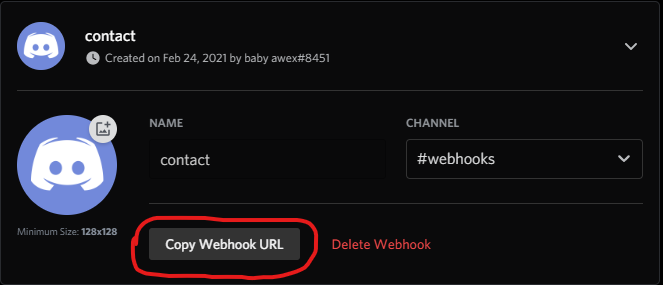 contact
Created on Feb 24, 2021 by baby awex#8451
NAME
CHANNEL
contact
#webhooks
Minimum Size: 128x128
Copy Webhook URL
Delete Webhook